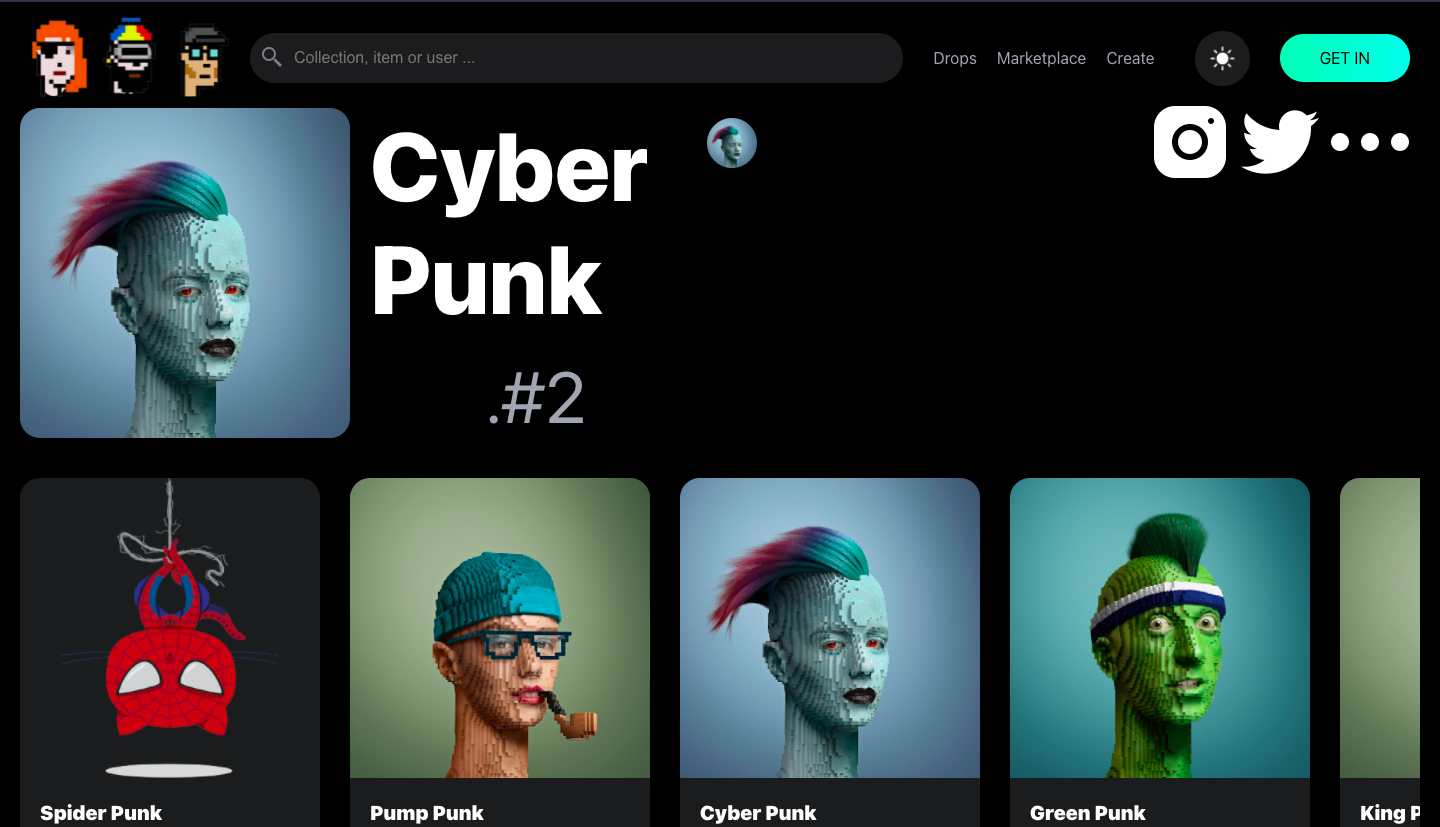 Collection, item or user ...
Drops
Marketplace
Create
GET IN
Cyber
Punk
.#2
Spider Punk
Pump Punk
Cyber Punk
Green Punk
King P